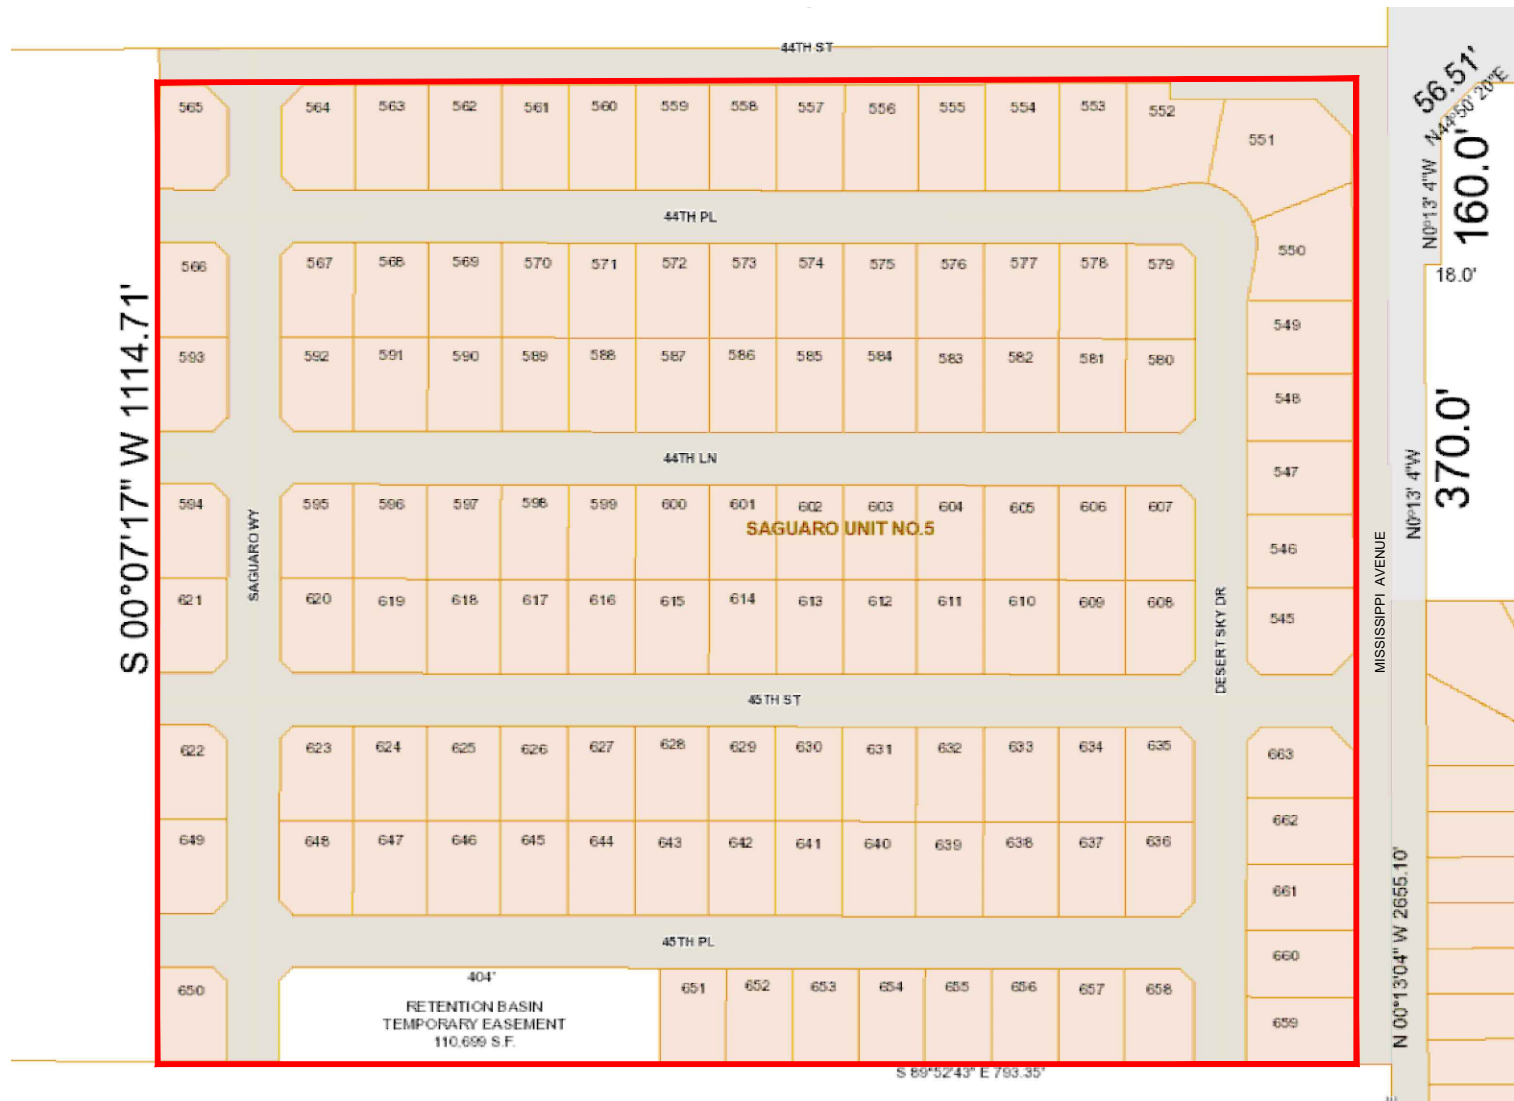 44TH ST
56.51'
N44°50' 20"E
565 564 563 562 561 560 559 558 557 556 555 554 553 552
551
N0°13' 4"W
160.0'
44TH PL
566 567 568 569 570 571 572 573 574 575 576 577 578 579
550
18.0'
S 00°07'17" W 1114.71'
549
593 592 591 590 589 588 587 586 585 584 583 582 581 580
548
370.0'
N0°13' 4"W
44TH LN
547
594 595 596 597 598 599 600 601 602 603 604 605 606 607
SAGUARO UNIT NO.5
546
SAGUARO WY
MISSISSIPPI AVENUE
621 620 619 618 617 616 615 614 613 612 611 610 609 608
545
DESERT SKY DR
45TH ST
622 623 624 625 626 627 628 629 630 631 632 633 634 635
663
662
649 648 647 646 645 644 643 642 641 640 639 638 637 636
661
N 00°13'04" W 2655.10'
45TH PL
660
404'
650
RETENTION BASIN
TEMPORARY EASEMENT
110,699 S.F.
651 652 653 654 655 656 657 658
659
S 89°52'43" E 793.35'